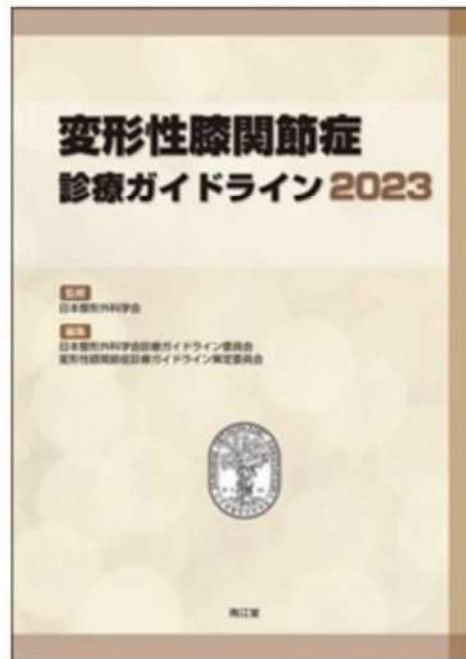 変形性膝関節症
診療ガイドライン2023
監修
日本整形外科学会
編集
日本整形外科学会診療ガイドライン委員会
変形性膝関節症診療ガイドライン策定委員会
南江堂